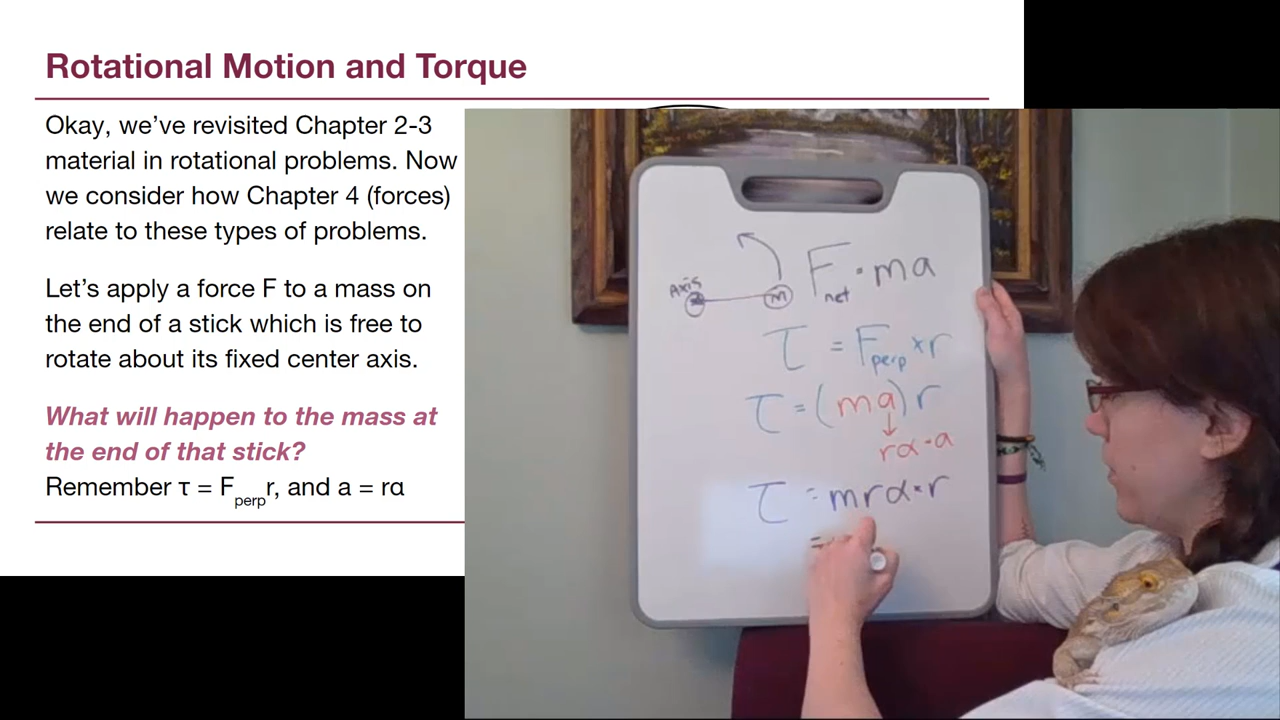 Rotational Motion and Torque
Okay, we've revisited Chapter 2-3
material in rotational problems. Now
we consider how Chapter 4 (forces)
relate to these types of problems.
Let's apply a force F to a mass on
the end of a stick which is free to
rotate about its fixed center axis.
What will happen to the mass at
the end of that stick?
Remember τ = Fperpr, and a = rα
Axis
m
Fnet = ma
τ = Fperp * r
τ = (ma)r
rα = a
τ = mrα * r
=